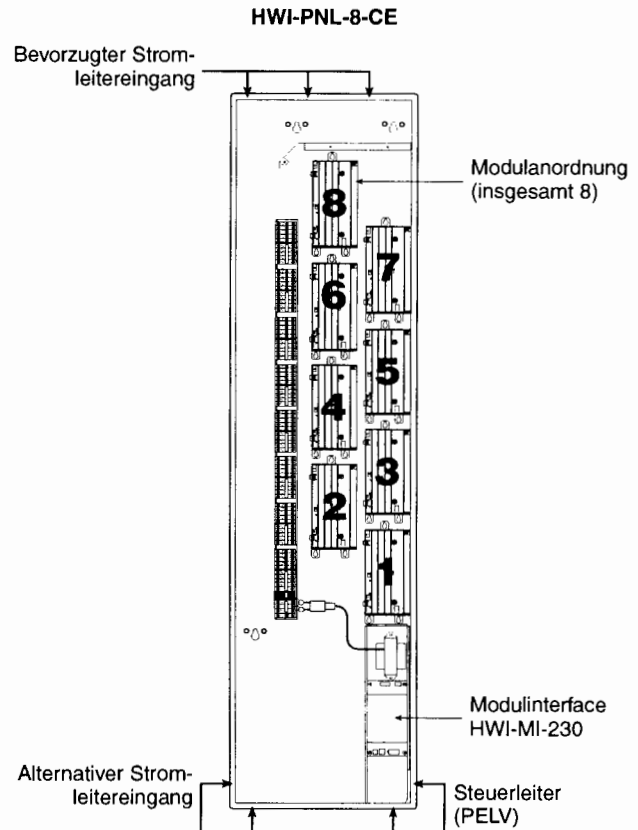 HWI-PNL-8-CE
Bevorzugter Strom-
leitereingang
Modulanordnung
(insgesamt 8)
8
7
6
5
4
3
2
1
Modulinterface
HWI-MI-230
Alternativer Strom-
leitereingang
Steuerleiter
(PELV)